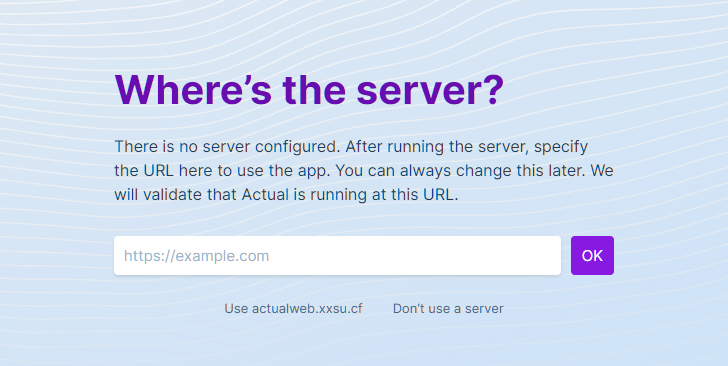 Where’s the server?
There is no server configured. After running the server, specify
the URL here to use the app. You can always change this later. We
will validate that Actual is running at this URL.
https://example.com
OK
Use actualweb.xxsu.cf Don’t use a server